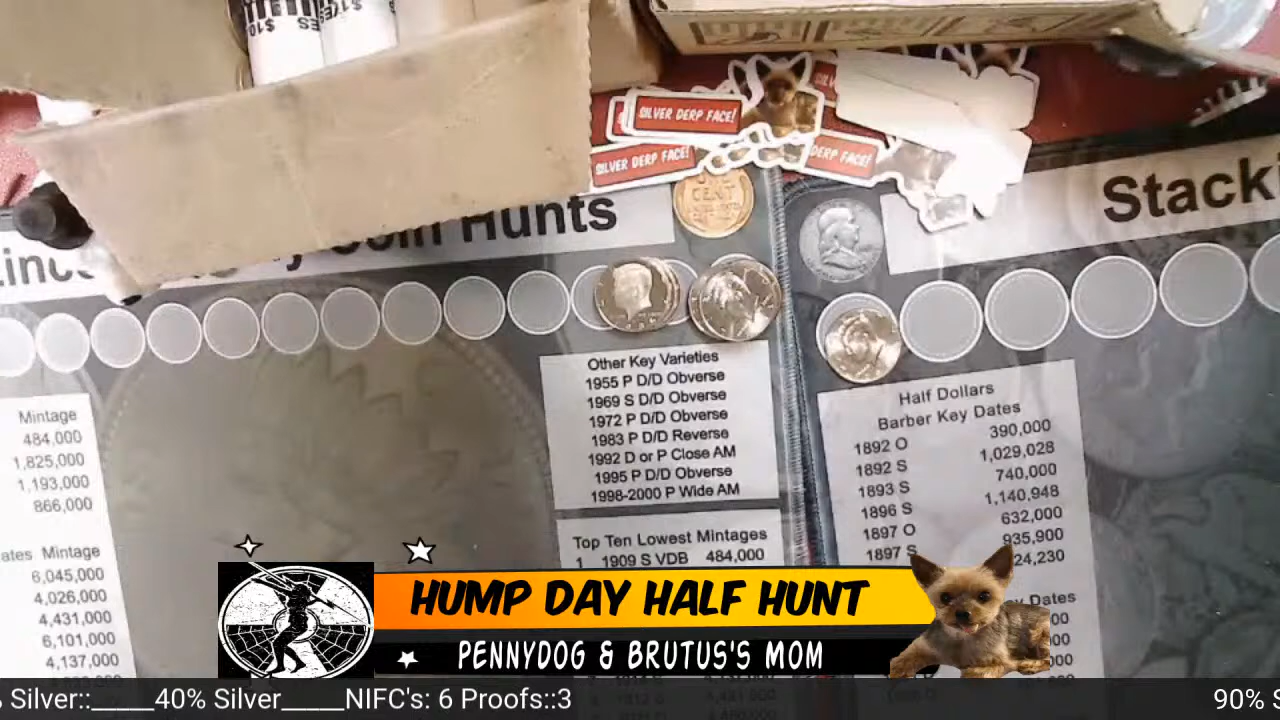 SILVER DERP FACE!
SILVER DERP FACE!
DERP FACE!
CENT
Coin Hunts
Stacki
Mintage
484,000
1,825,000
1,193,000
866,000
Mintage
6,045,000
4,026,000
4,431,000
6,101,000
4,137,000
Other Key Varieties
1955 P D/D Obverse
1969 S D/D Obverse
1972 P D/D Obverse
1983 P D/D Reverse
1992 D or P Close AM
1995 P D/D Obverse
1998-2000 P Wide AM
Top Ten Lowest Mintages
1 1909 S VDB 484,000
Half Dollars
Barber Key Dates
1892 O 390,000
1892 S 1,029,028
1893 S 740,000
1896 S 1,140,948
1897 O 632,000
1897 S 935,900
24,230
Dates
HUMP DAY HALF HUNT
PENNYDOG & BRUTUS'S MOM
% Silver::_____40% Silver_____NIFC's: 6 Proofs::3 90% S